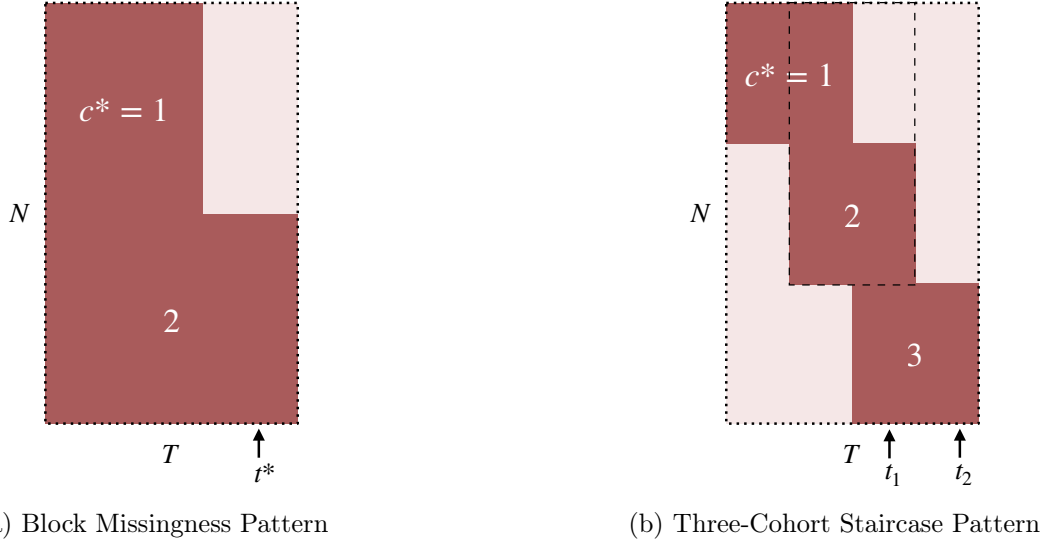 c* = 1
2
N
T
t*
) Block Missingness Pattern
c* = 1
2
3
N
T
t₁
t₂
(b) Three-Cohort Staircase Pattern